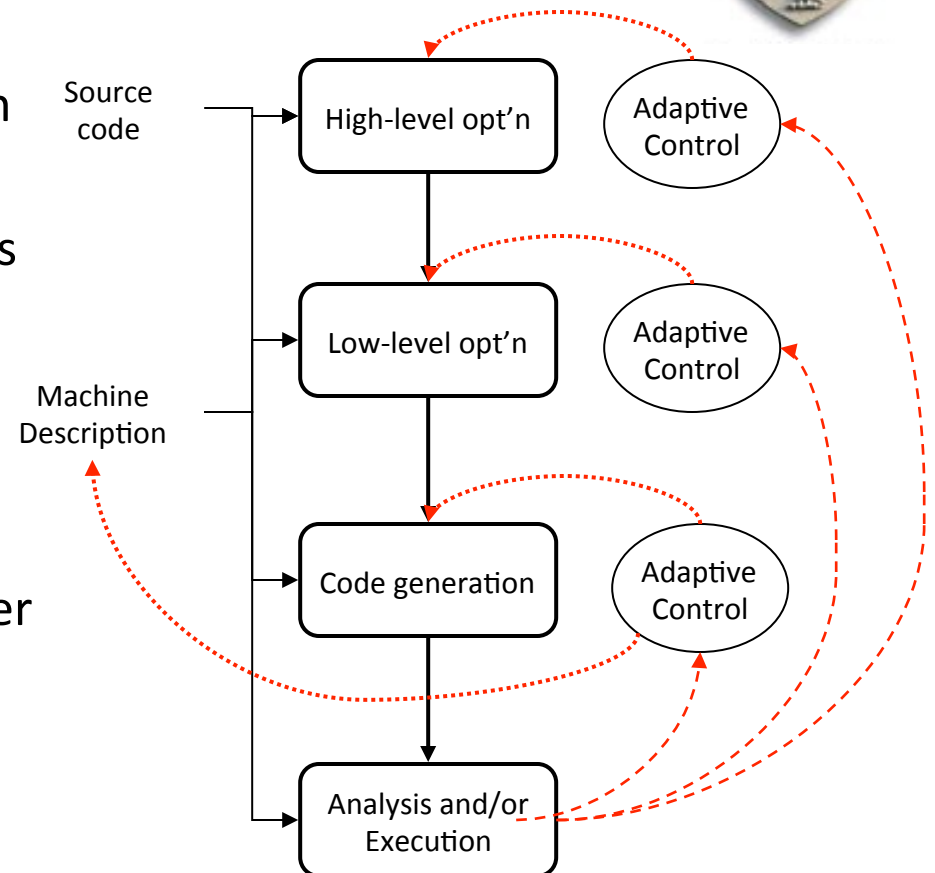 Source
code
High-level opt'n
Adaptive
Control
Low-level opt'n
Adaptive
Control
Machine
Description
Code generation
Adaptive
Control
Analysis and/or
Execution